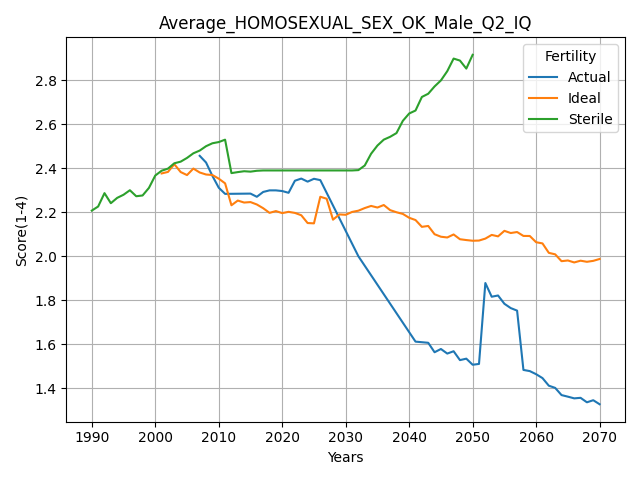 Average_HOMOSEXUAL_SEX_OK_Male_Q2_IQ
Fertility
Actual
Ideal
Sterile
Score(1-4)
2.8
2.6
2.4
2.2
2.0
1.8
1.6
1.4
1990 2000 2010 2020 2030 2040 2050 2060 2070
Years